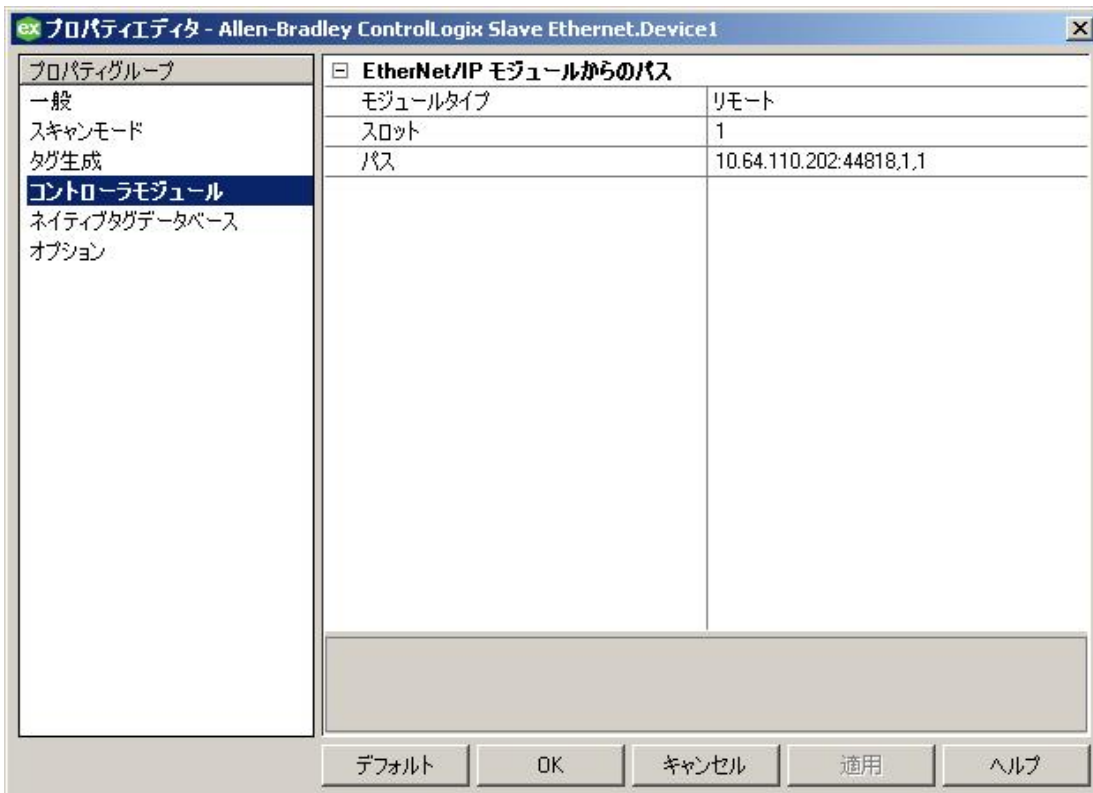 ex プロパティエディタ - Allen-Bradley ControlLogix Slave Ethernet.Device1
プロパティグループ
一般
スキャンモード
タグ生成
コントローラモジュール
ネイティブタグデータベース
オプション
EtherNet/IP モジュールからのパス
モジュールタイプ リモート
スロット 1
パス 10.64.110.202:44818,1,1
デフォルト OK キャンセル 適用 ヘルプ